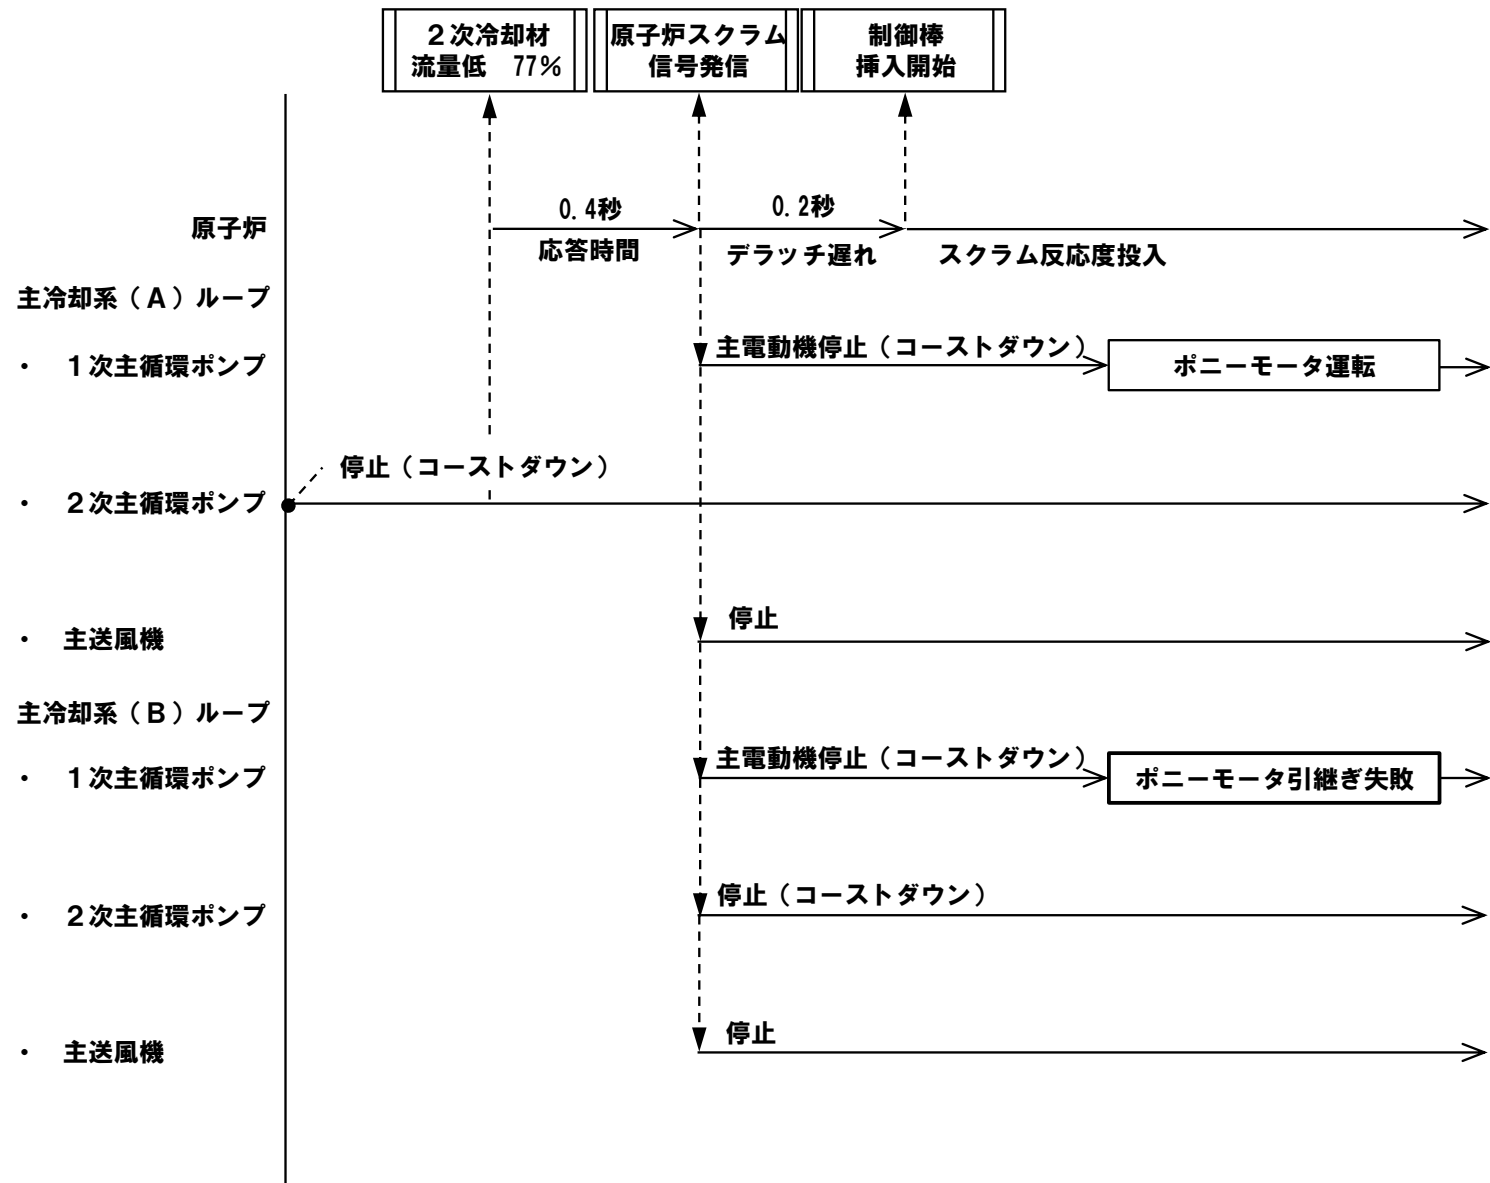 ２次冷却材
流量低　77％
原子炉スクラム
信号発信
制御棒
挿入開始
0.4秒
0.2秒
原子炉
応答時間
デラッチ遅れ
スクラム反応度投入
主冷却系（Ａ）ループ
・　１次主循環ポンプ
主電動機停止（コーストダウン）
ポニーモータ運転
停止（コーストダウン）
・　２次主循環ポンプ
停止
・　主送風機
主冷却系（Ｂ）ループ
・　１次主循環ポンプ
主電動機停止（コーストダウン）
ポニーモータ引継ぎ失敗
停止（コーストダウン）
・　２次主循環ポンプ
停止
・　主送風機